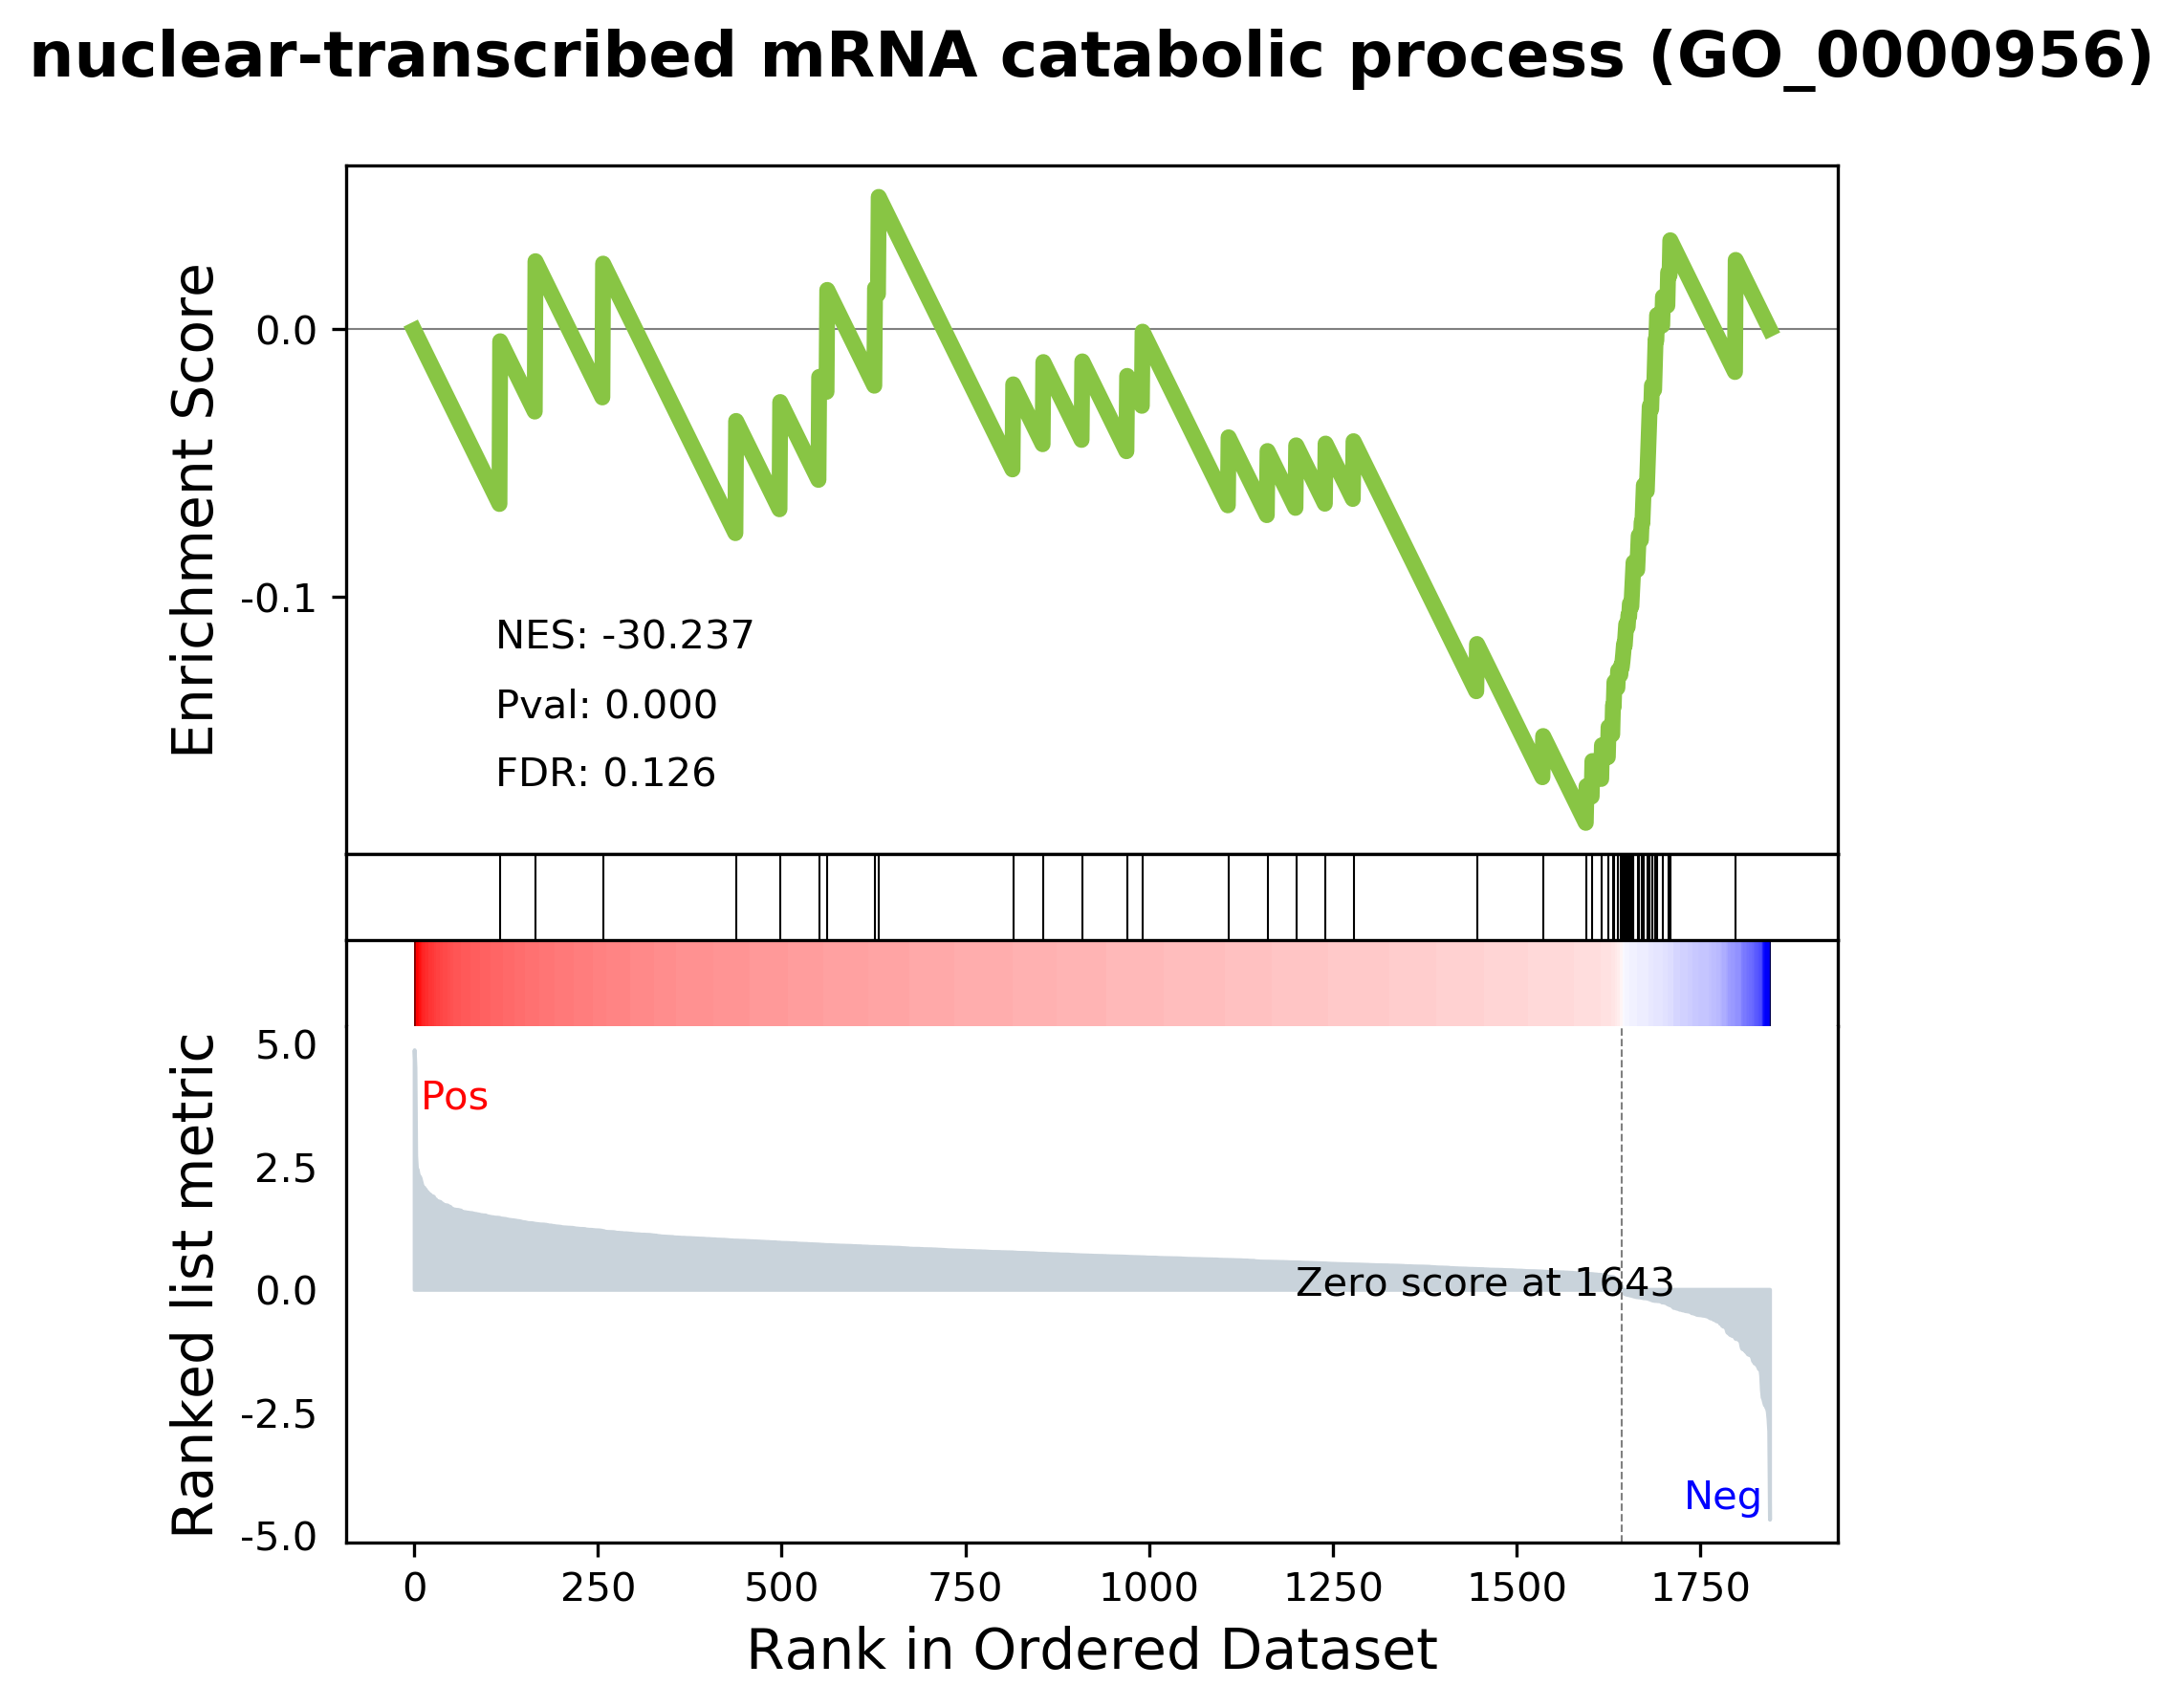 nuclear-transcribed mRNA catabolic process (GO_0000956)
Enrichment Score
0.0
-0.1
NES: -30.237
Pval: 0.000
FDR: 0.126
Ranked list metric
5.0
2.5
0.0
-2.5
-5.0
Pos
Zero score at 1643
Neg
0 250 500 750 1000 1250 1500 1750
Rank in Ordered Dataset